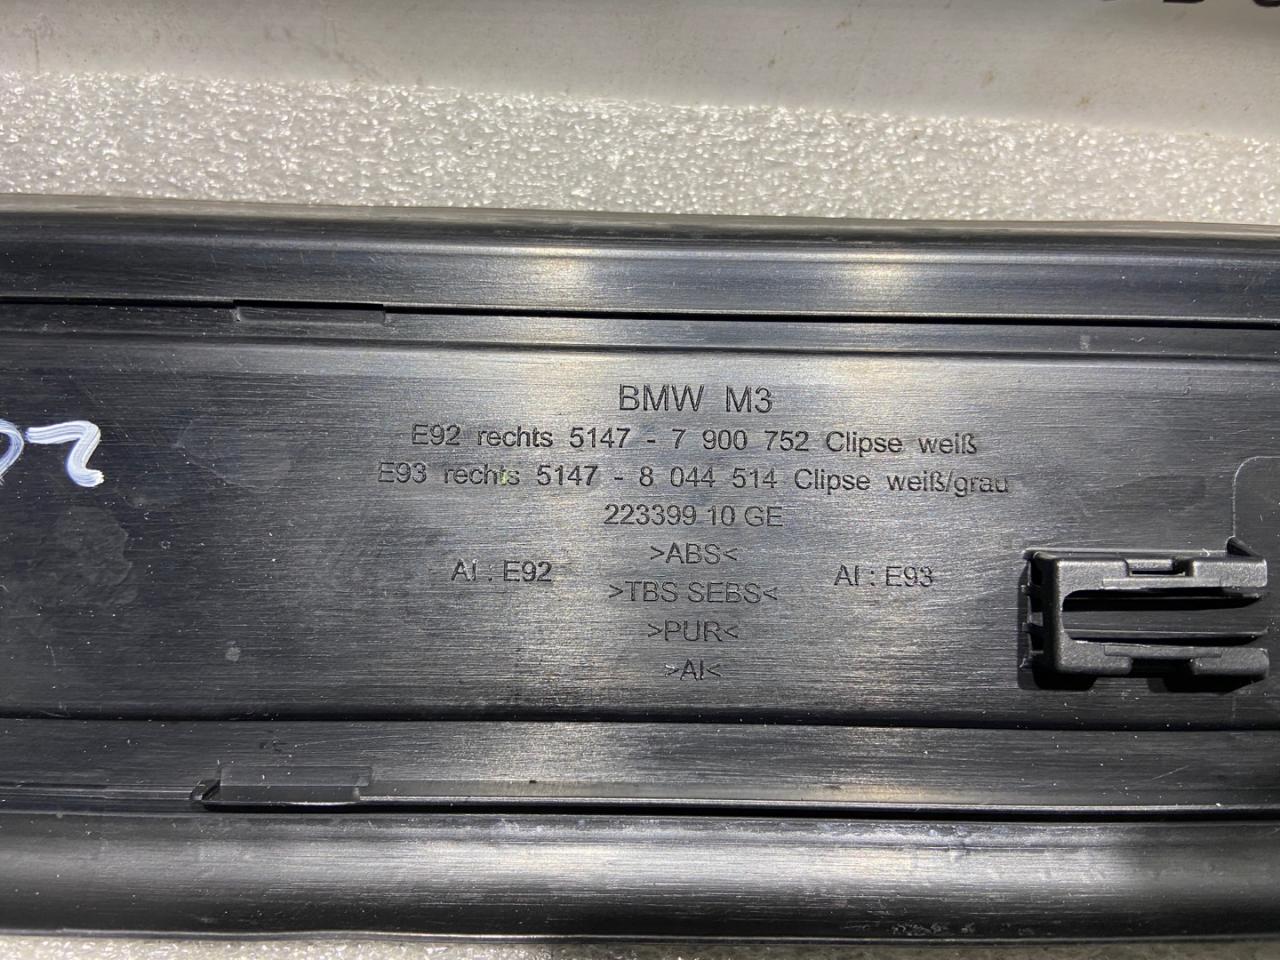 BMW M3
E92 rechts 5147 - 7 900 752 Clipse weiß
E93 rechts 5147 - 8 044 514 Clipse weiß/grau
223399 10 GE
>ABS<
AI : E92
AI : E93
>TBS SEBS<
>PUR<
>AI<